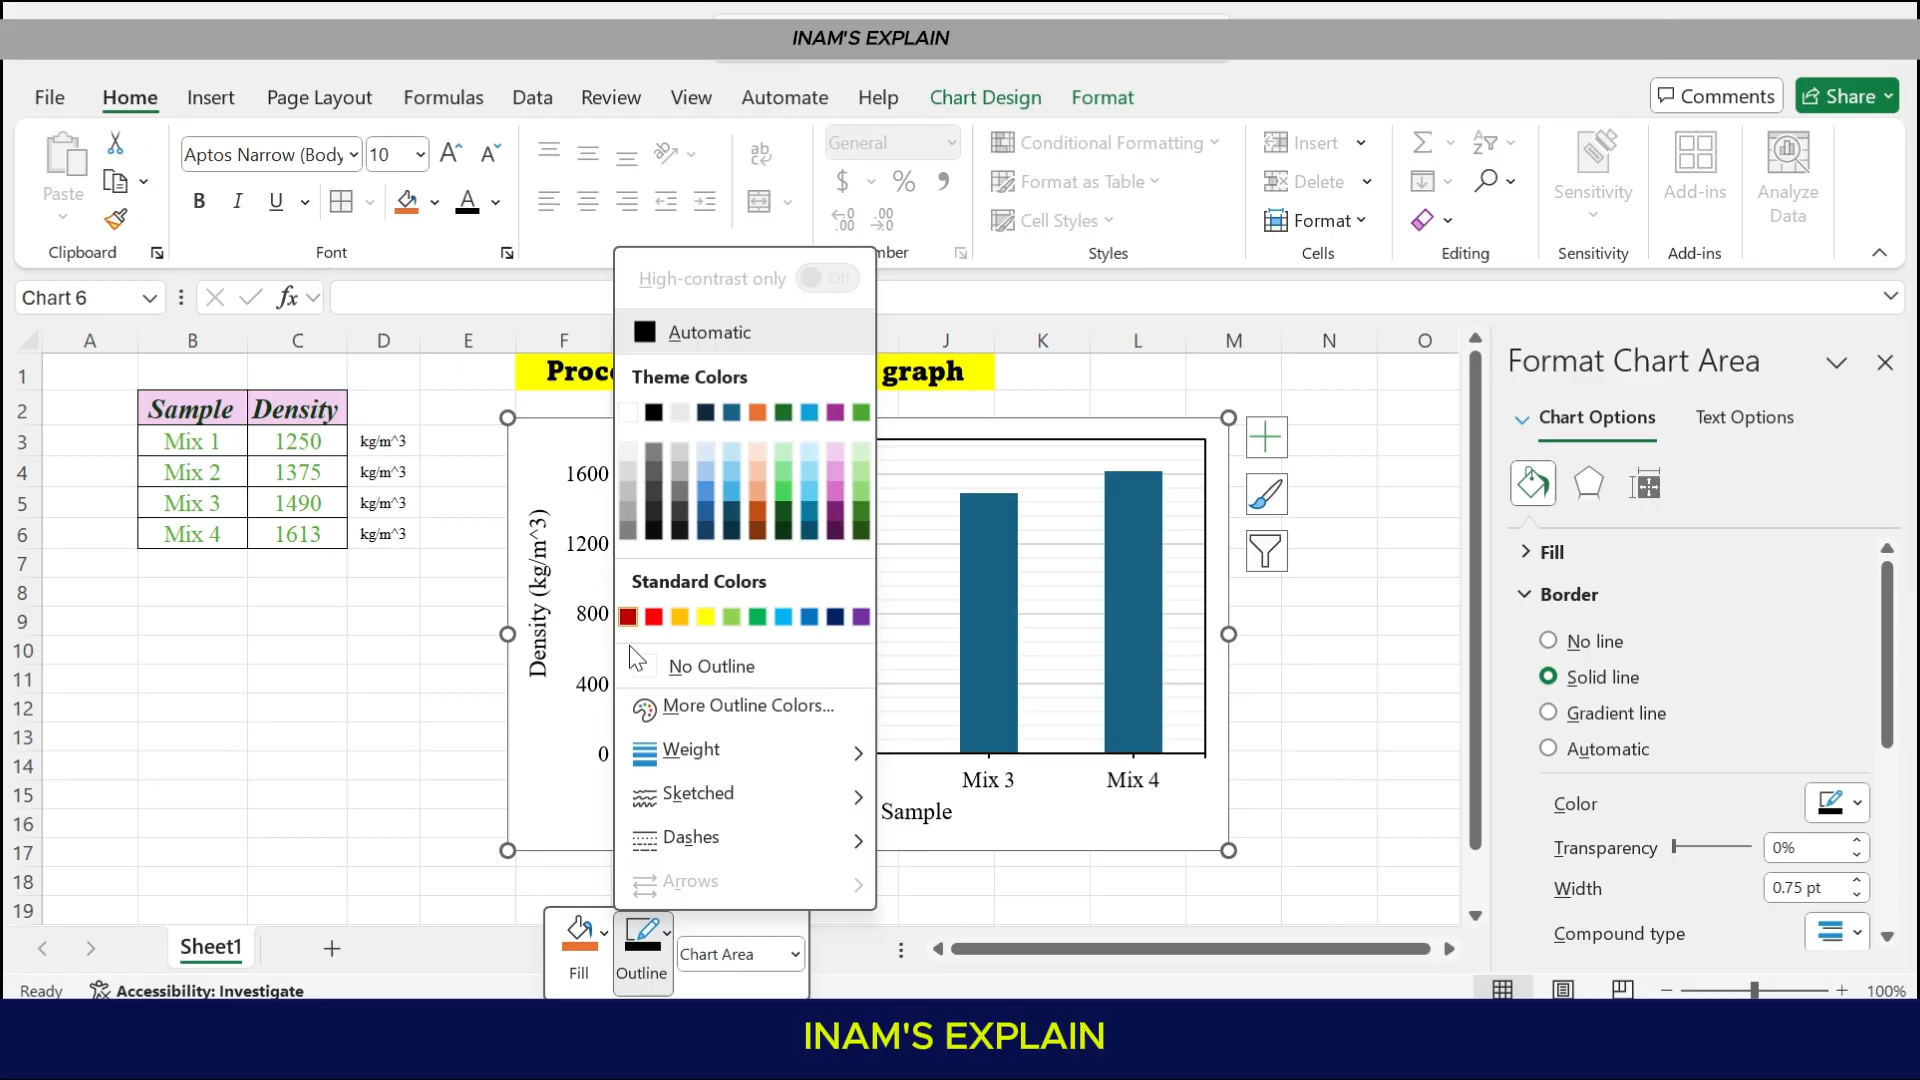 INAM'S EXPLAIN
File Home Insert Page Layout Formulas Data Review View Automate Help Chart Design Format Comments Share
Aptos Narrow (Body 10 ab General Conditional Formatting Insert
Paste $ % Format as Table Delete Sensitivity Add-ins Analyze Data
B I U A Cell Styles Format
Clipboard Font mber Styles Cells Editing Sensitivity Add-ins
Chart 6 fx
High-contrast only Off
Automatic
Theme Colors
Standard Colors
No Outline
More Outline Colors...
Weight
Sketched
Dashes
Arrows
Fill Outline Chart Area
A B C D E F J K L M N O
1 graph
2 Sample Density
3 Mix 1 1250 kg/m^3
4 Mix 2 1375 kg/m^3
5 Mix 3 1490 kg/m^3
6 Mix 4 1613 kg/m^3
7
8
9
10
11
12
13
14
15
16
17
18
19
Density (kg/m^3)
1600
1200
800
400
0
Mix 3 Mix 4
Sample
Format Chart Area
Chart Options Text Options
Fill
Border
No line
Solid line
Gradient line
Automatic
Color
Transparency 0%
Width 0.75 pt
Compound type
Sheet1
Ready Accessibility: Investigate 100%
INAM'S EXPLAIN